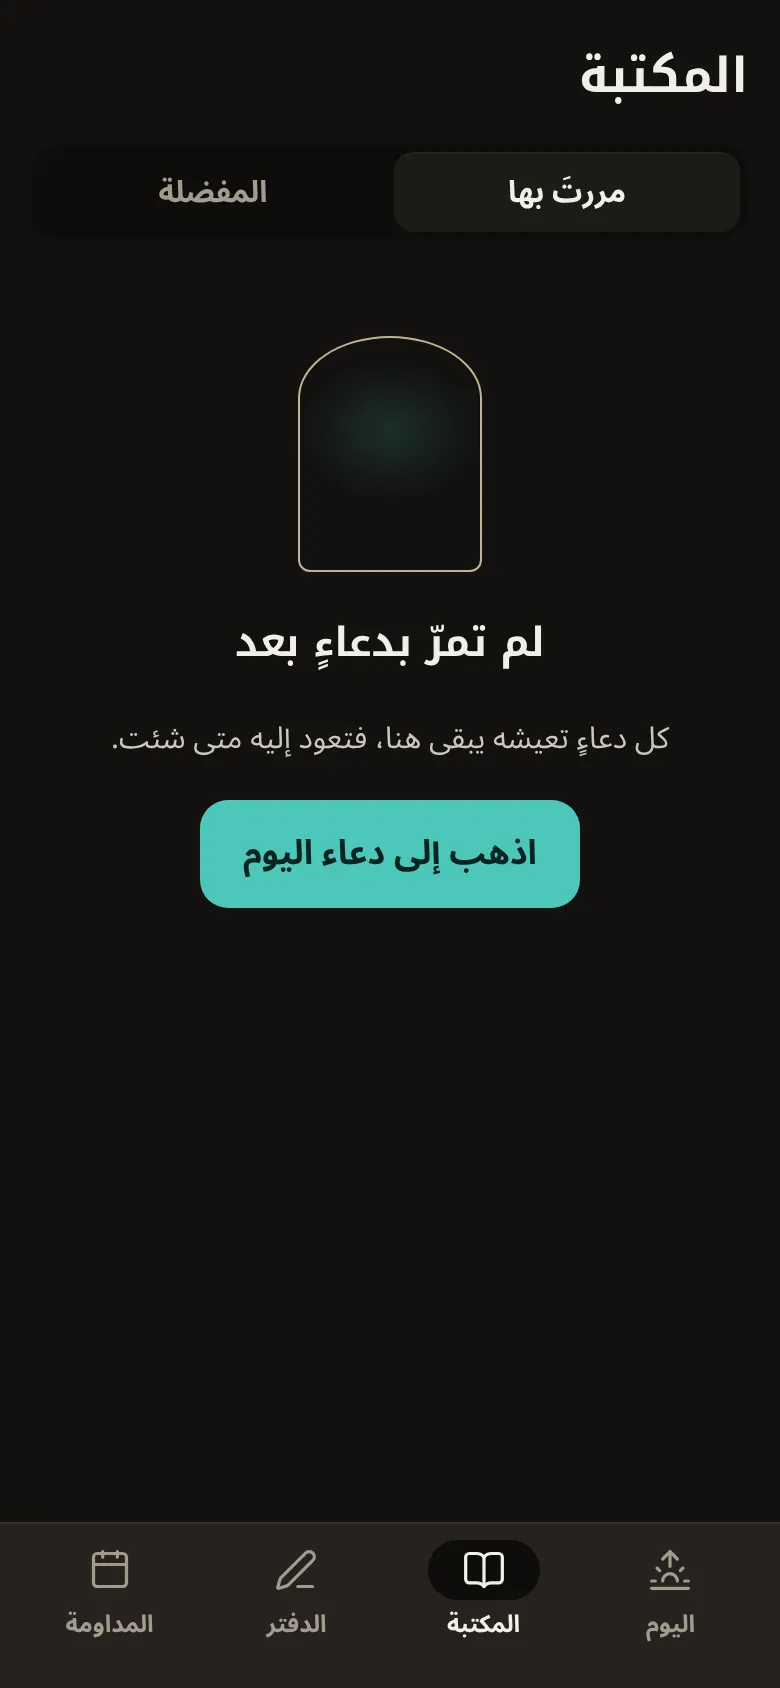 المكتبة
مررتَ بها
المفضلة
لم تمرّ بدعاءٍ بعد
كل دعاءٍ تعيشه يبقى هنا، فتعود إليه متى شئت.
اذهب إلى دعاء اليوم
اليوم
المكتبة
الدفتر
المداومة